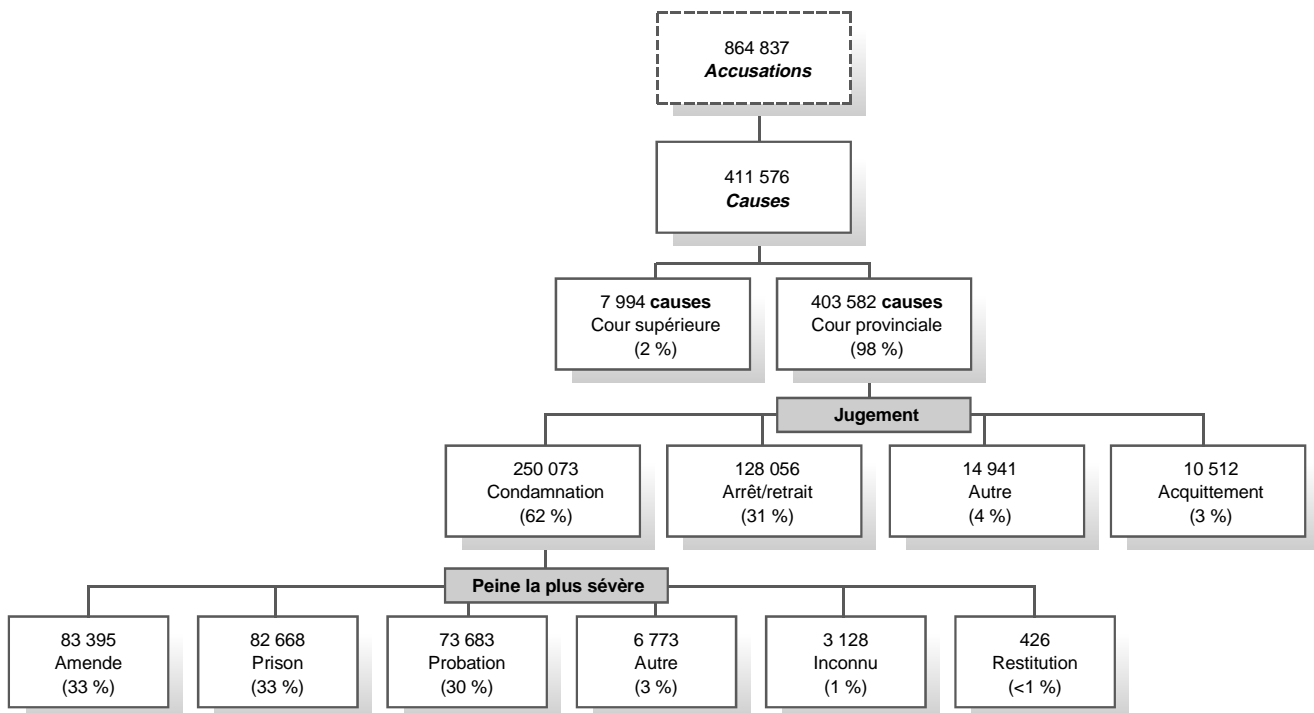 864 837
Accusations
411 576
Causes
7 994 causes
Cour supérieure
(2 %)
403 582 causes
Cour provinciale
(98 %)
Jugement
250 073
Condamnation
(62 %)
128 056
Arrêt/retrait
(31 %)
14 941
Autre
(4 %)
10 512
Acquittement
(3 %)
Peine la plus sévère
83 395
Amende
(33 %)
82 668
Prison
(33 %)
73 683
Probation
(30 %)
6 773
Autre
(3 %)
3 128
Inconnu
(1 %)
426
Restitution
(<1 %)